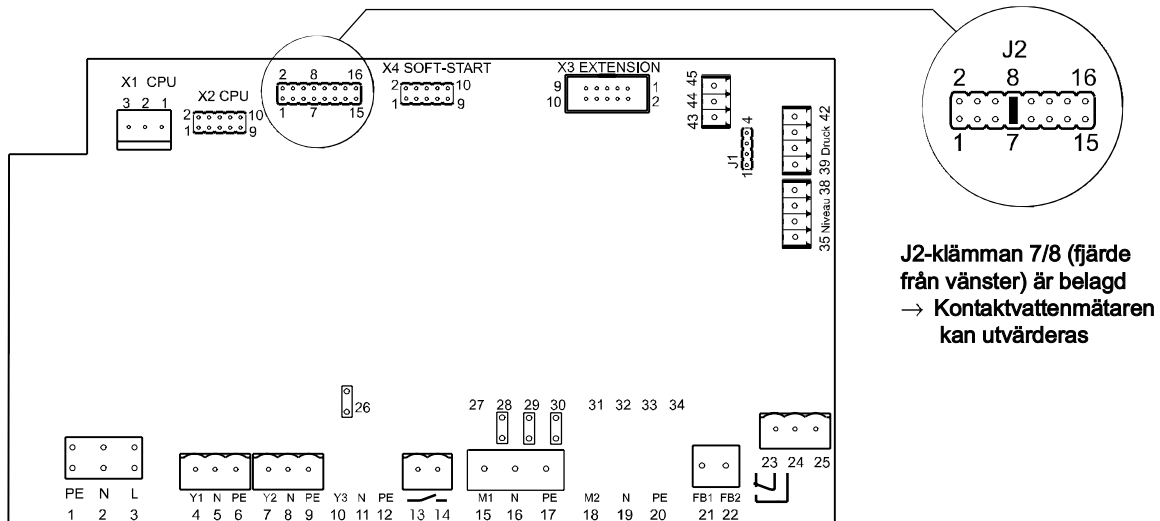 J2
2 8 16
1 7 15
X1 CPU
3 2 1
X2 CPU
2 10
1 9
2 8 16
1 7 15
X4 SOFT-START
2 10
1 9
X3 EXTENSION
9 1
10 2
43 44 45
J1
1 4
39 Druck 42
35 Niveau 38
J2-klämman 7/8 (fjärde
från vänster) är belagd
→ Kontaktvattenmätaren
kan utvärderas
26
27 28 29 30 31 32 33 34
23 24 25
PE N L Y1 N PE Y2 N PE Y3 N PE M1 N PE M2 N PE FB1 FB2
1 2 3 4 5 6 7 8 9 10 11 12 13 14 15 16 17 18 19 20 21 22